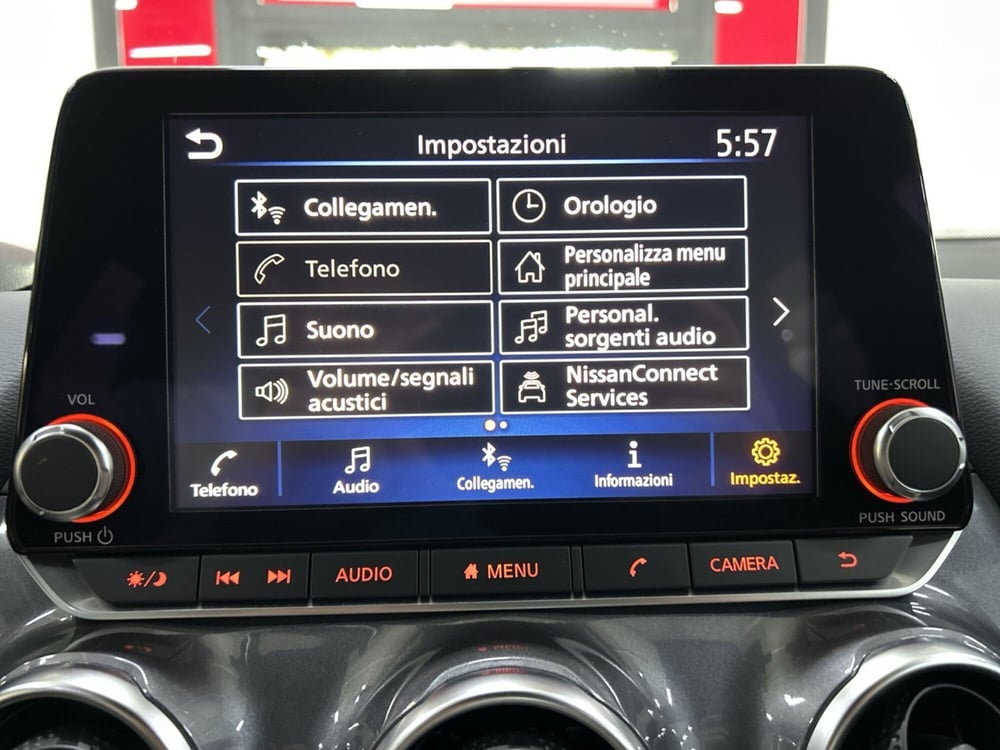 Impostazioni
5:57
Collegamen.
Orologio
Telefono
Personalizza menu
principale
Suono
Personal.
sorgenti audio
Volume/segnali
acustici
NissanConnect
Services
Telefono
Audio
Collegamen.
Informazioni
Impostaz.
VOL
PUSH
TUNE·SCROLL
PUSH SOUND
AUDIO
MENU
CAMERA